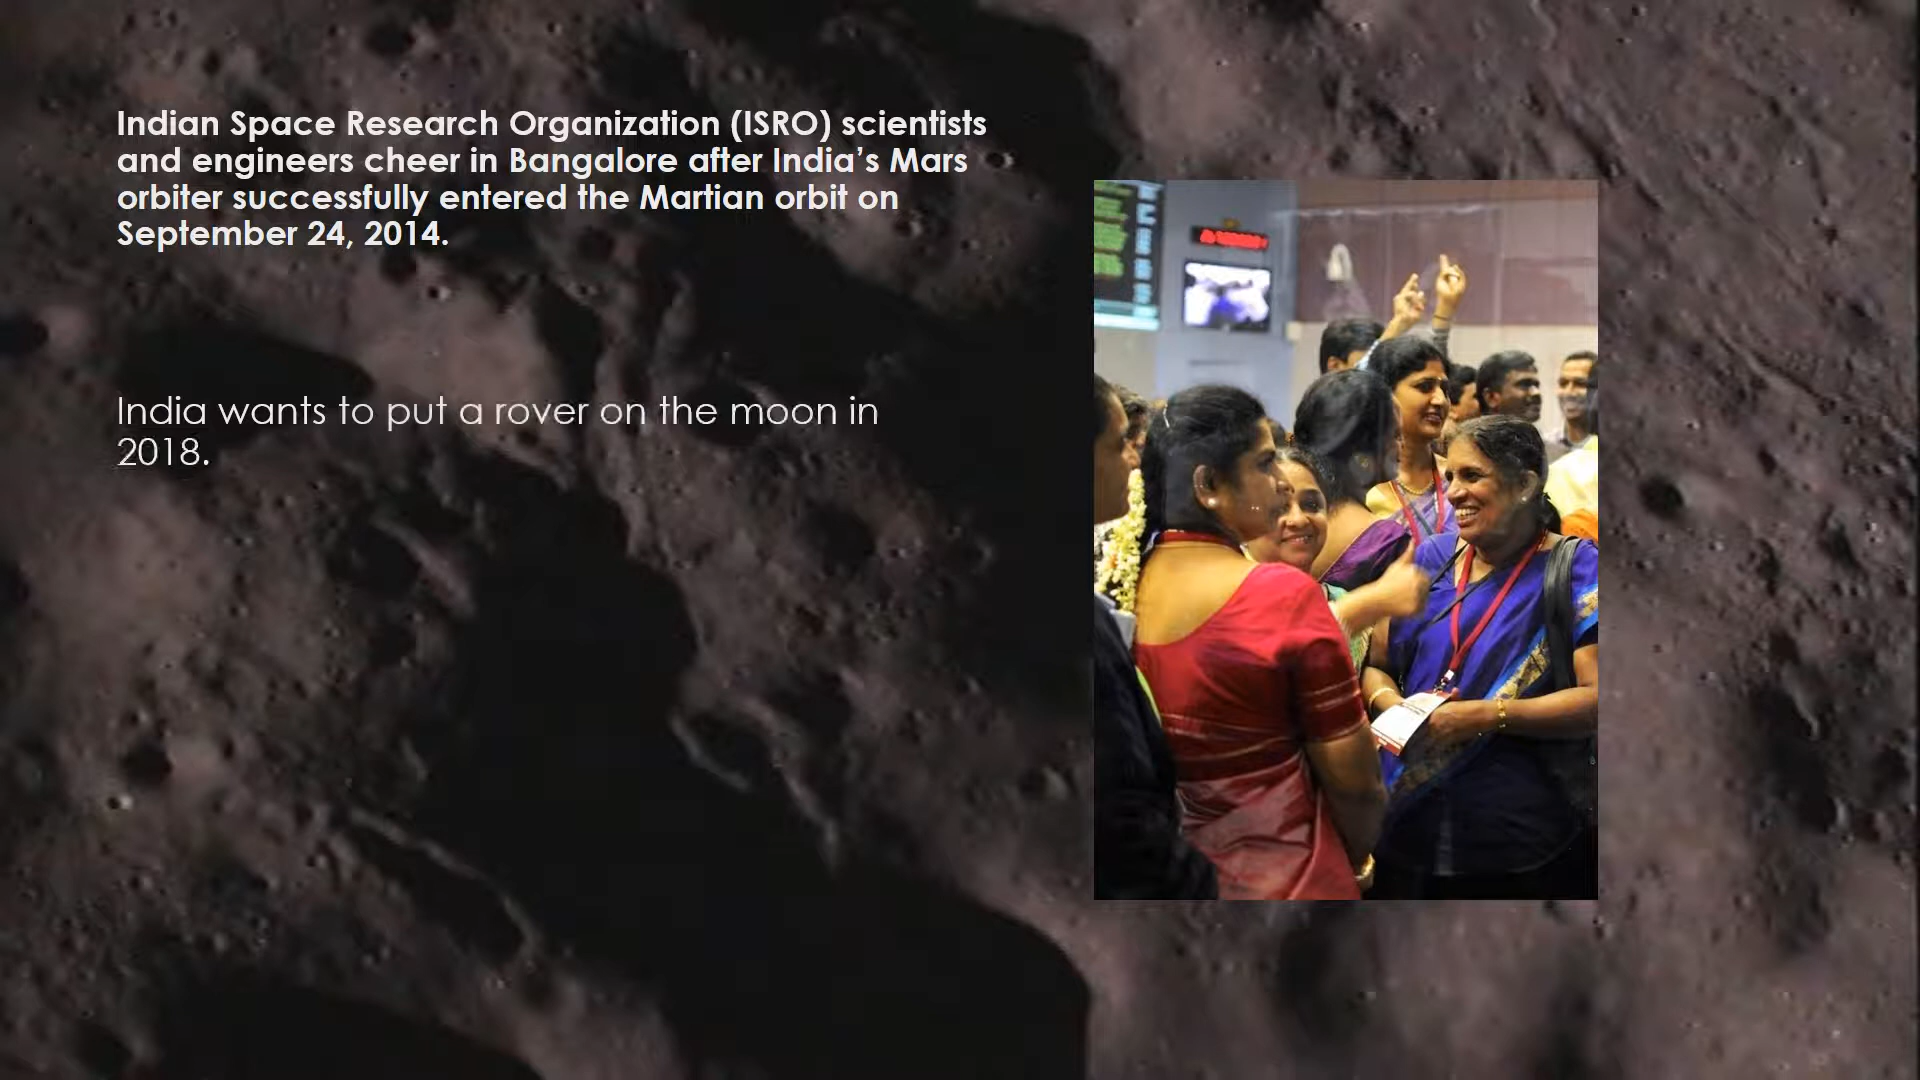 Indian Space Research Organization (ISRO) scientists
and engineers cheer in Bangalore after India’s Mars
orbiter successfully entered the Martian orbit on
September 24, 2014.
India wants to put a rover on the moon in
2018.